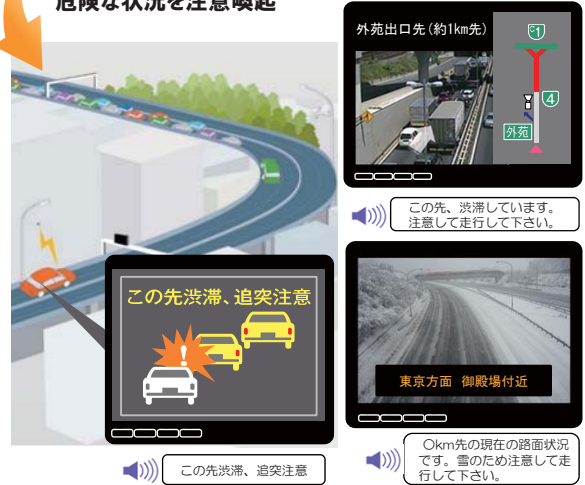 危険な状況を注意喚起
外苑出口先(約1km先)
C1
4
外苑
この先、渋滞しています。
注意して走行して下さい。
この先渋滞、追突注意
!
この先渋滞、追突注意
東京方面 御殿場付近
〇km先の現在の路面状況
です。雪のため注意して走
行して下さい。